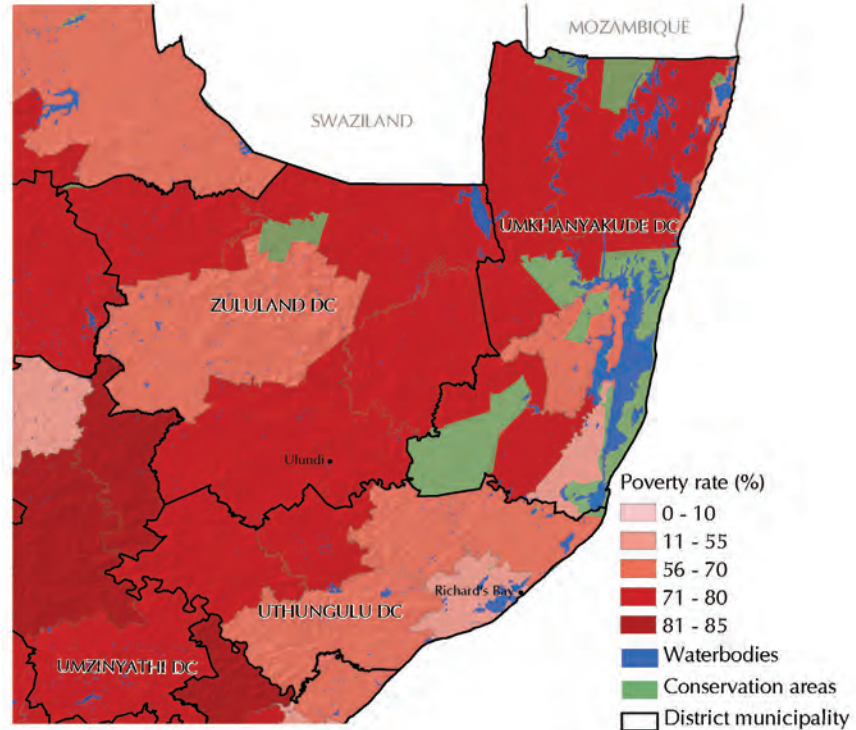 MOZAMBIQUE
SWAZILAND
UMKHANYAKUDE DC
ZULULAND DC
Ulundi
Poverty rate (%)
0 - 10
11 - 55
56 - 70
71 - 80
81 - 85
Waterbodies
Conservation areas
District municipality
Richard's Bay
UTHUNGULU DC
UMZINYATHI DC